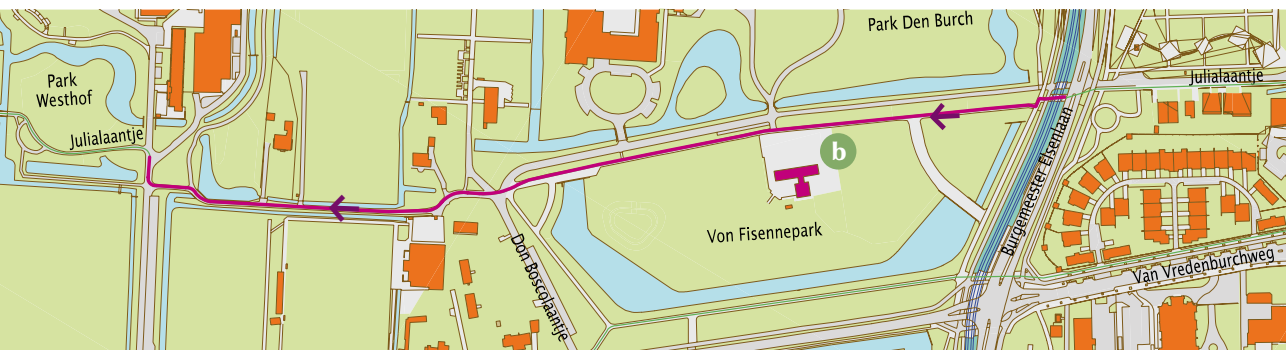 Park Den Burch
Park
Westhof
Julialaantje
Julialaantje
b
Burgemeester Elsenlaan
Von Fisennepark
Don Boscolaantje
Van Vredenburchweg